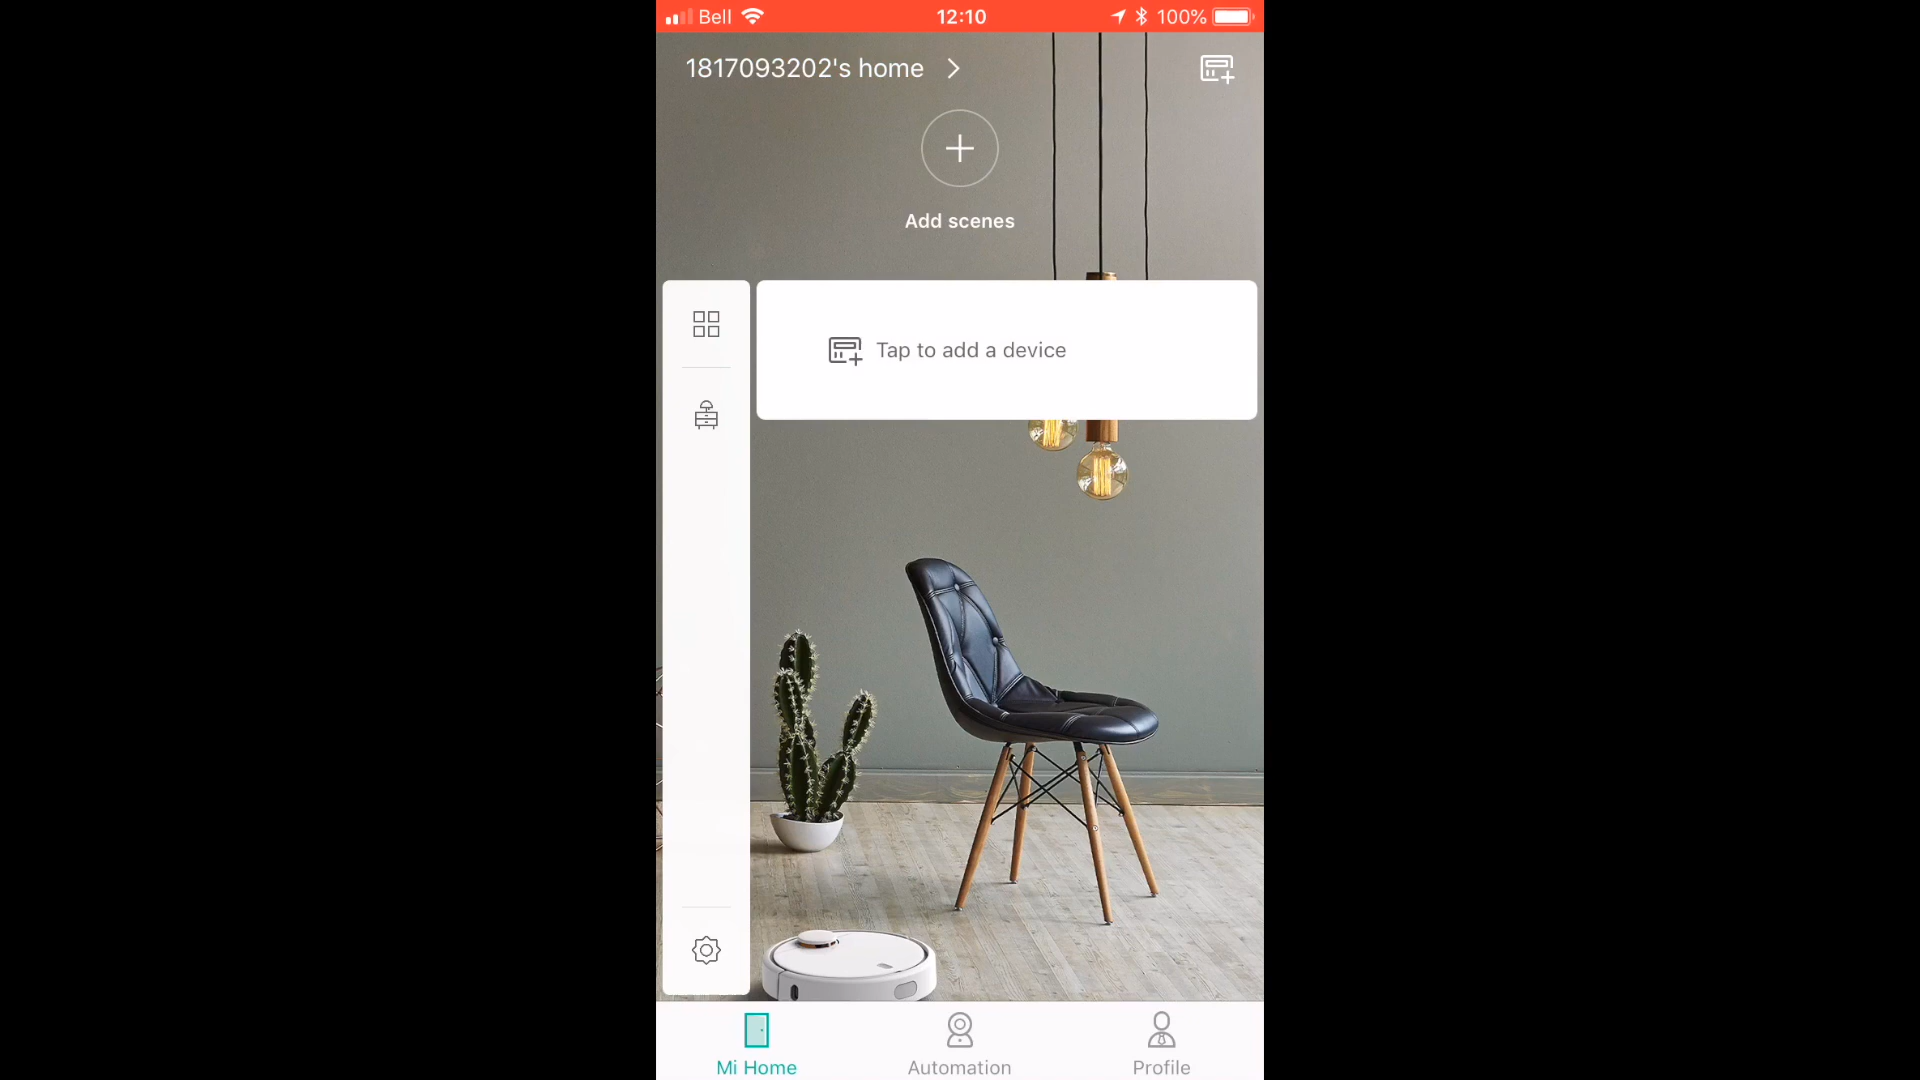 Bell 12:10 100%
1817093202's home
Add scenes
Tap to add a device
Mi Home Automation Profile